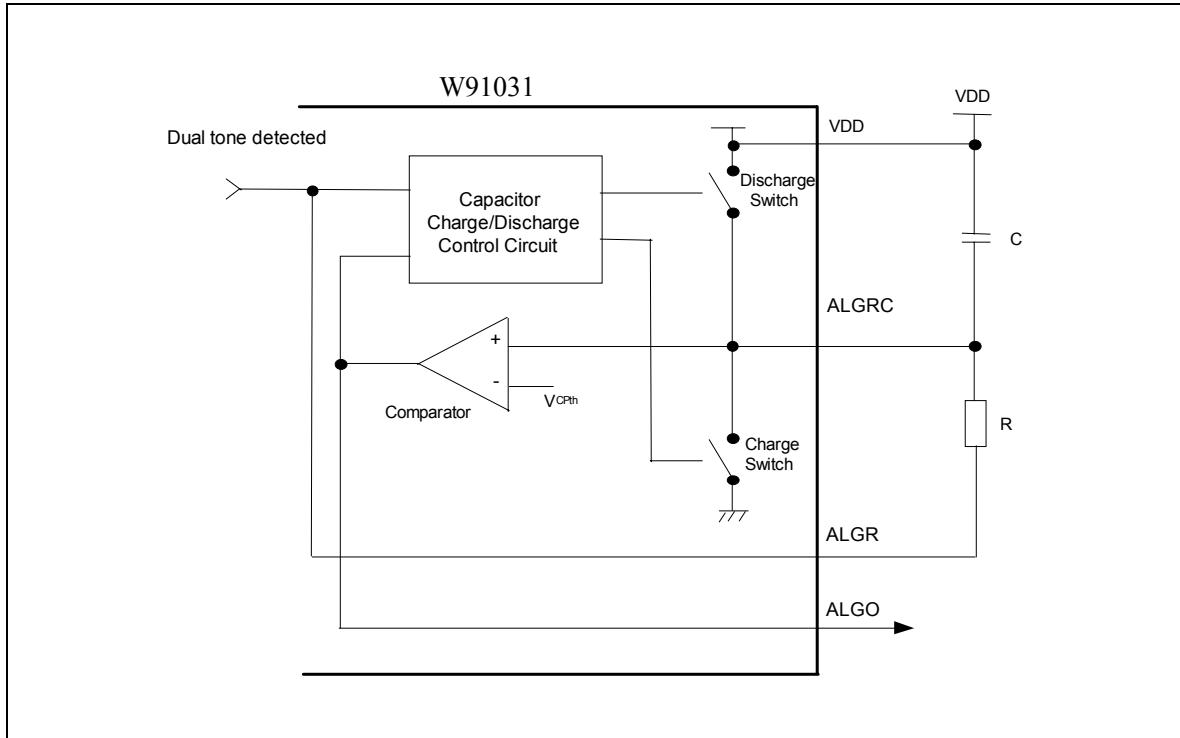 W91031
VDD
VDD
Dual tone detected
Discharge
Switch
Capacitor
Charge/Discharge
Control Circuit
C
ALGRC
+
-
VCPth
Comparator
R
Charge
Switch
ALGR
ALGO